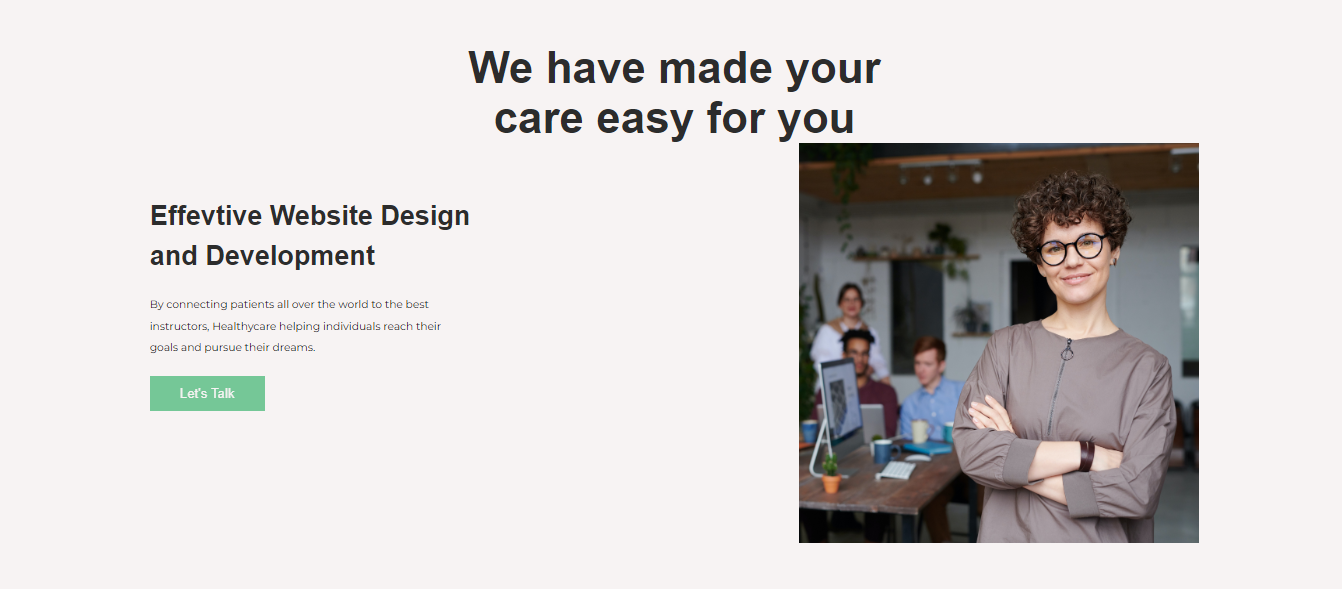 We have made your
care easy for you
Effevtive Website Design
and Development
By connecting patients all over the world to the best
instructors, Healthycare helping individuals reach their
goals and pursue their dreams.
Let's Talk